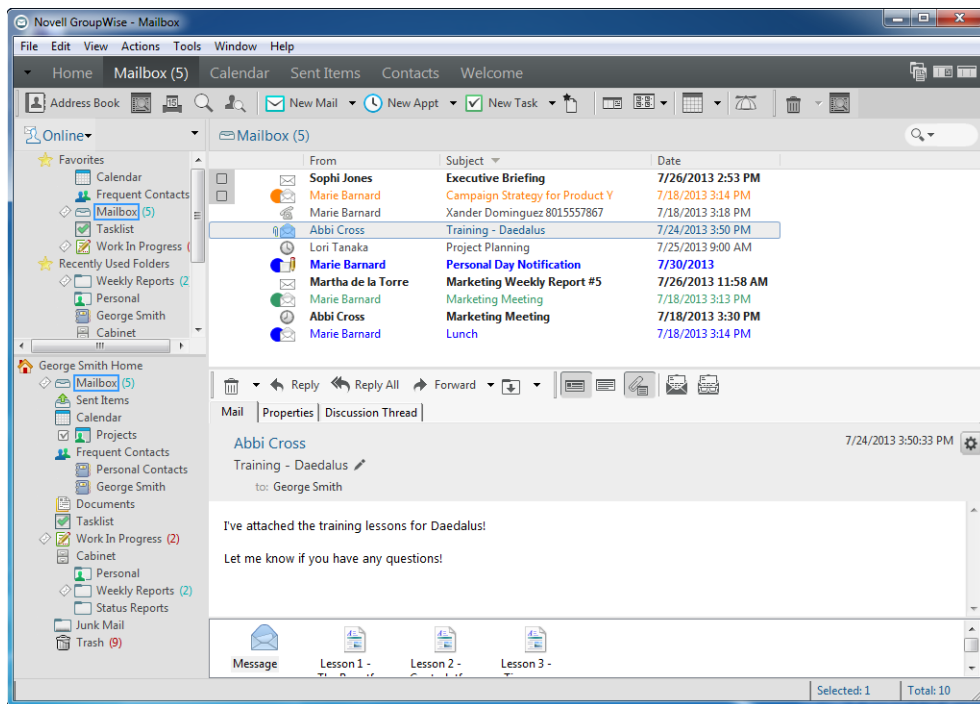 Novell GroupWise - Mailbox
File Edit View Actions Tools Window Help
Home Mailbox (5) Calendar Sent Items Contacts Welcome
Address Book 15 New Mail New Appt New Task
Online Mailbox (5)
Favorites
Calendar
Frequent Contacts
Mailbox (5)
Tasklist
Work In Progress (
Recently Used Folders
Weekly Reports (2
Personal
George Smith
Cabinet
From Subject Date
Sophi Jones Executive Briefing 7/26/2013 2:53 PM
Marie Barnard Campaign Strategy for Product Y 7/18/2013 3:14 PM
Marie Barnard Xander Dominguez 8015557867 7/18/2013 3:18 PM
Abbi Cross Training - Daedalus 7/24/2013 3:50 PM
Lori Tanaka Project Planning 7/25/2013 9:00 AM
Marie Barnard Personal Day Notification 7/30/2013
Martha de la Torre Marketing Weekly Report #5 7/26/2013 11:58 AM
Marie Barnard Marketing Meeting 7/18/2013 3:13 PM
Abbi Cross Marketing Meeting 7/18/2013 3:30 PM
Marie Barnard Lunch 7/18/2013 3:14 PM
George Smith Home
Mailbox (5)
Sent Items
Calendar
Projects
Frequent Contacts
Personal Contacts
George Smith
Documents
Tasklist
Work In Progress (2)
Cabinet
Personal
Weekly Reports (2)
Status Reports
Junk Mail
Trash (9)
Reply Reply All Forward
Mail Properties Discussion Thread
Abbi Cross 7/24/2013 3:50:33 PM
Training - Daedalus
to: George Smith
I've attached the training lessons for Daedalus!
Let me know if you have any questions!
Message Lesson 1 - Lesson 2 - Lesson 3 -
Selected: 1 Total: 10